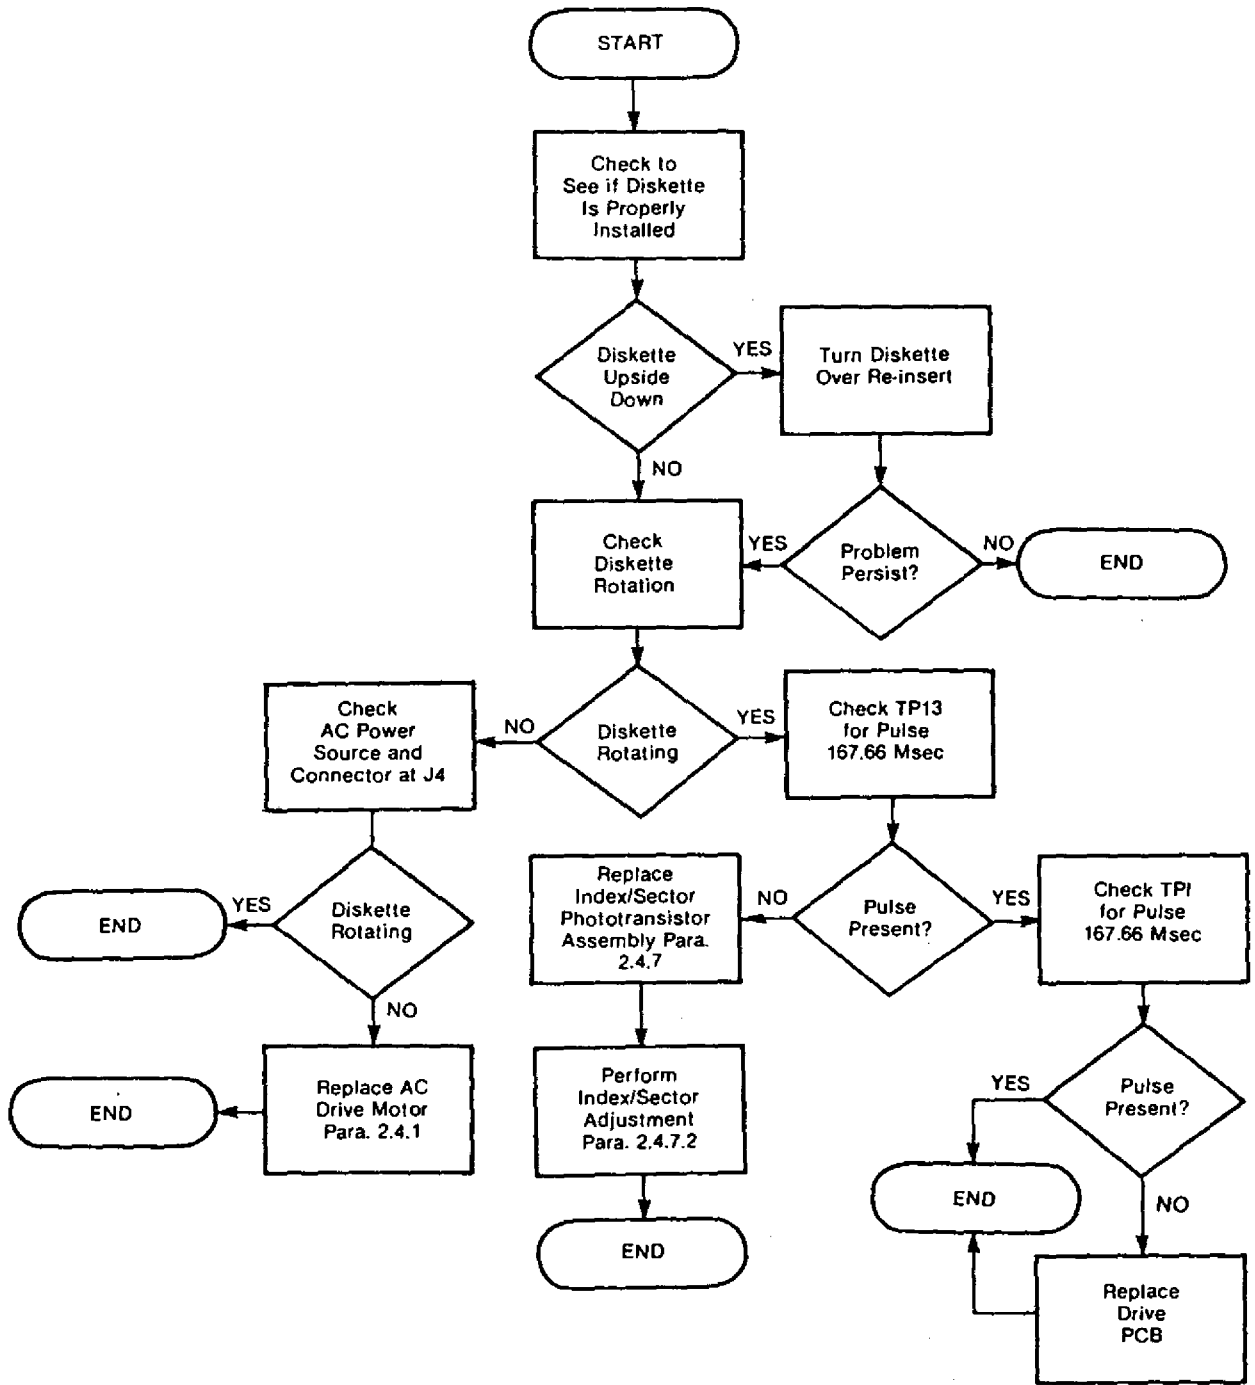 START
Check to
See if Diskette
Is Properly
Installed
Diskette
Upside
Down
YES
Turn Diskette
Over Re-insert
NO
Check
Diskette
Rotation
YES
Problem
Persist?
NO
END
Check
AC Power
Source and
Connector at J4
NO
Diskette
Rotating
YES
Check TP13
for Pulse
167.66 Msec
END
YES
Diskette
Rotating
NO
Replace
Index/Sector
Phototransistor
Assembly Para.
2.4.7
NO
Pulse
Present?
YES
Check TPI
for Pulse
167.66 Msec
END
Replace AC
Drive Motor
Para. 2.4.1
Perform
Index/Sector
Adjustment
Para. 2.4.7.2
YES
Pulse
Present?
END
NO
END
Replace
Drive
PCB